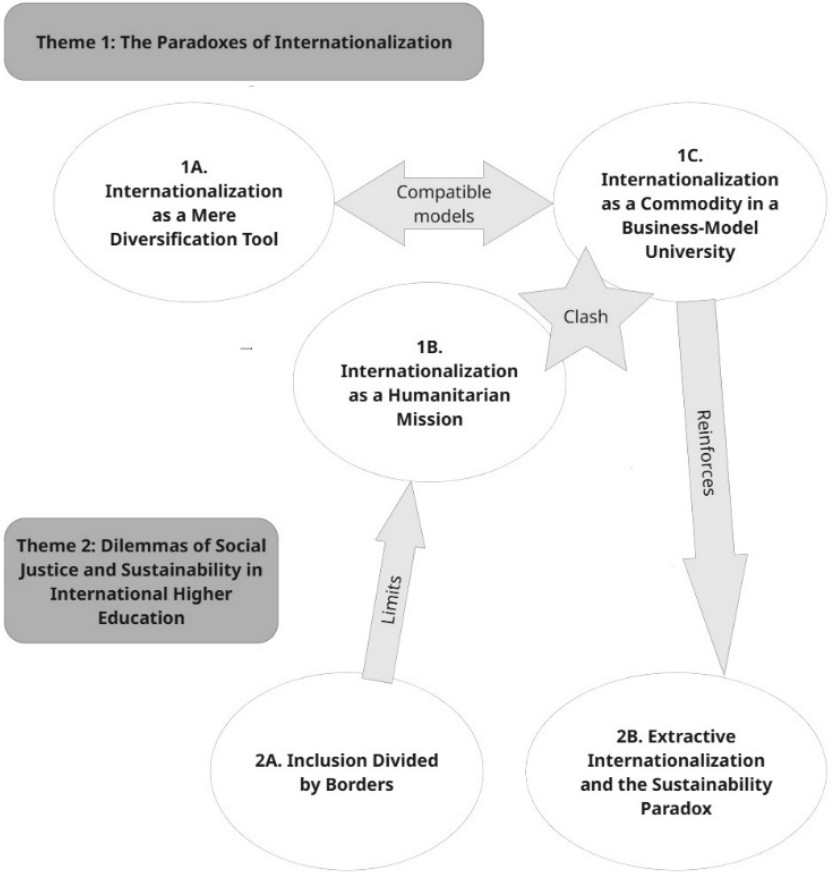 Theme 1: The Paradoxes of Internationalization
1A.
Internationalization
as a Mere
Diversification Tool
Compatible
models
1C.
Internationalization
as a Commodity in a
Business-Model
University
Clash
1B.
Internationalization
as a Humanitarian
Mission
Reinforces
Theme 2: Dilemmas of Social
Justice and Sustainability in
International Higher
Education
Limits
2A. Inclusion Divided
by Borders
2B. Extractive
Internationalization
and the Sustainability
Paradox